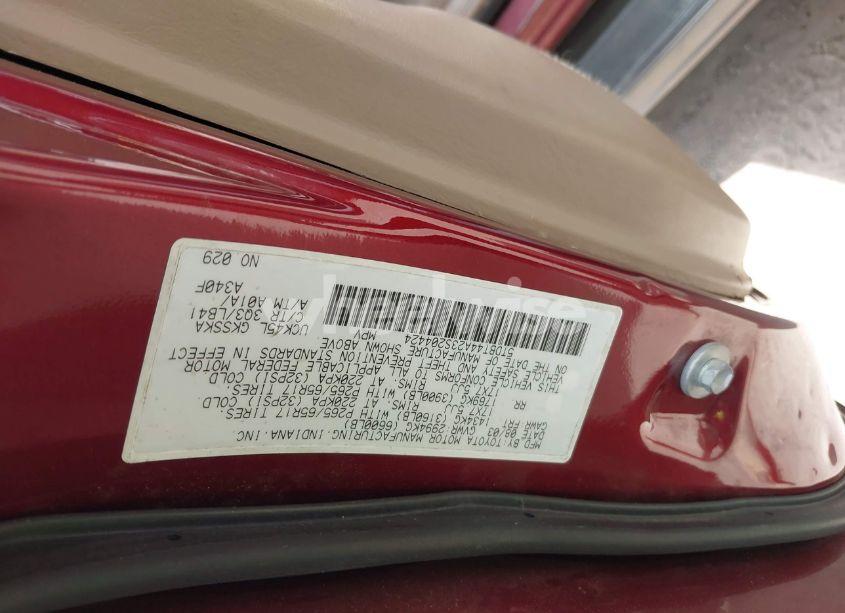 MFD BY: TOYOTA MOTOR MANUFACTURING, INDIANA, INC
DATE: 08/03 GVWR 2994KG (6600LB)
GAWR FRT 1434KG (3160LB) WITH P265/65R17 TIRES.
17X7.5JJ RIMS, AT 220KPA (32PSI) COLD.
RR 1769KG (3900LB) WITH P265/65R17 TIRES.
17X7.5JJ RIMS, AT 220KPA (32PSI) COLD
THIS VEHICLE CONFORMS TO ALL APPLICABLE FEDERAL MOTOR
VEHICLE SAFETY AND THEFT PREVENTION STANDARDS IN EFFECT
ON THE DATE OF MANUFACTURE SHOWN ABOVE
MPV
UCK45L GKSSKA
C/TR 3Q3/LB41
A/TM A01A/ A340F
NO 029
wheelwise